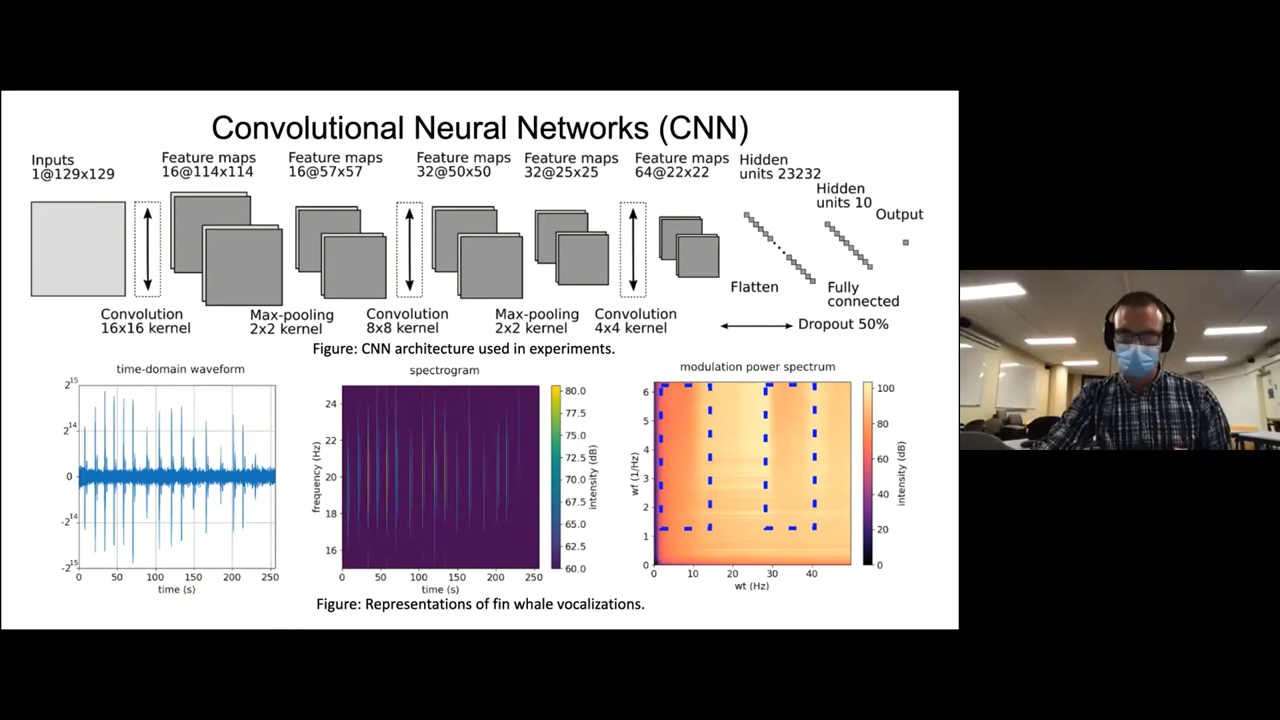 Convolutional Neural Networks (CNN)
Inputs
1@129x129
Feature maps
16@114x114
Feature maps
16@57x57
Feature maps
32@50x50
Feature maps
32@25x25
Feature maps
64@22x22
Hidden
units 23232
Hidden
units 10
Output
Convolution
16x16 kernel
Max-pooling
2x2 kernel
Convolution
8x8 kernel
Max-pooling
2x2 kernel
Convolution
4x4 kernel
Flatten
Fully
connected
Dropout 50%
Figure: CNN architecture used in experiments.
time-domain waveform
2^15
2^14
0
-2^14
-2^15
0 50 100 150 200 250
time (s)
spectrogram
frequency (Hz)
24
22
20
18
16
0 50 100 150 200 250
time (s)
80.0
77.5
75.0
72.5
70.0
67.5
65.0
62.5
60.0
intensity (dB)
modulation power spectrum
wf (1/Hz)
6
5
4
3
2
1
0
0 10 20 30 40
wt (Hz)
100
80
60
40
20
0
intensity (dB)
Figure: Representations of fin whale vocalizations.